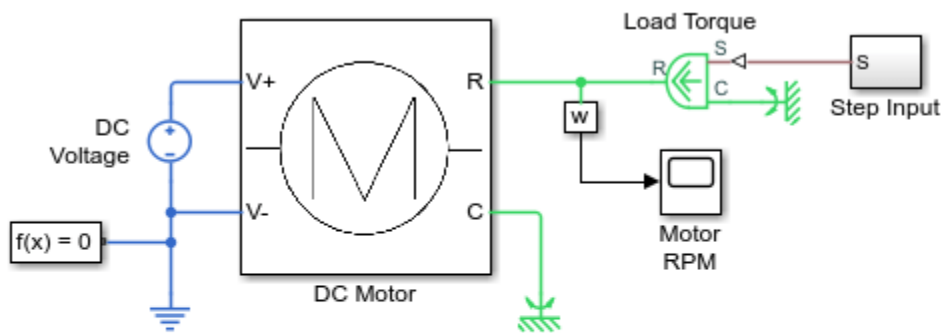 Load Torque
S
R
C
S
Step Input
V+
R
w
DC
Voltage
M
V-
C
f(x) = 0
Motor
RPM
DC Motor